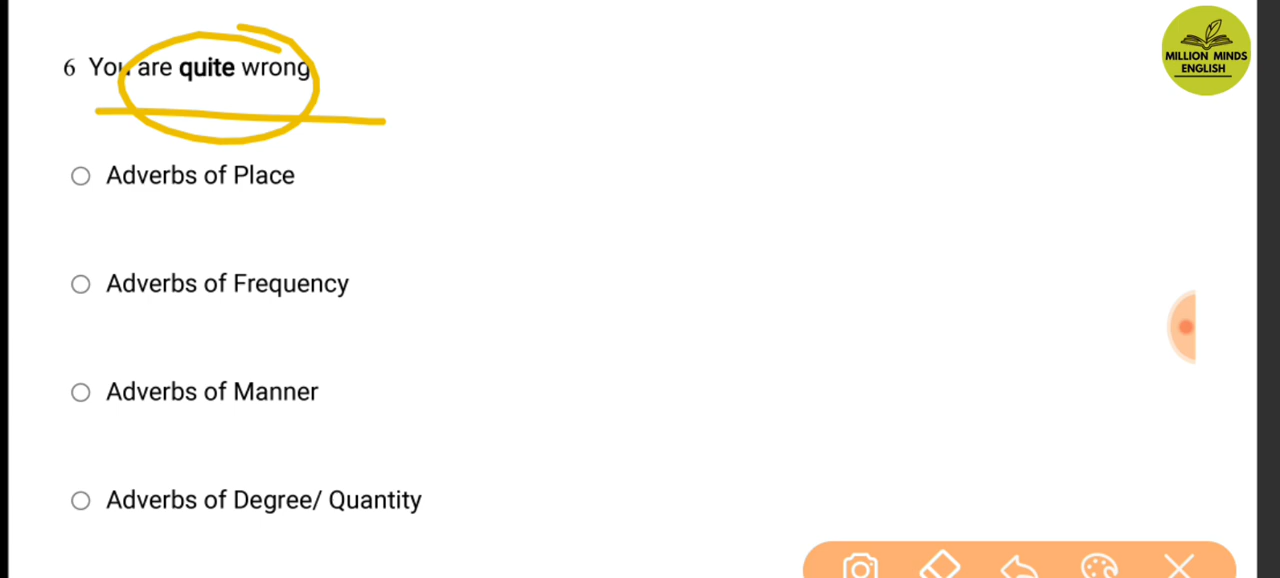 MILLION MINDS
ENGLISH
6 You are quite wrong
Adverbs of Place
Adverbs of Frequency
Adverbs of Manner
Adverbs of Degree/ Quantity